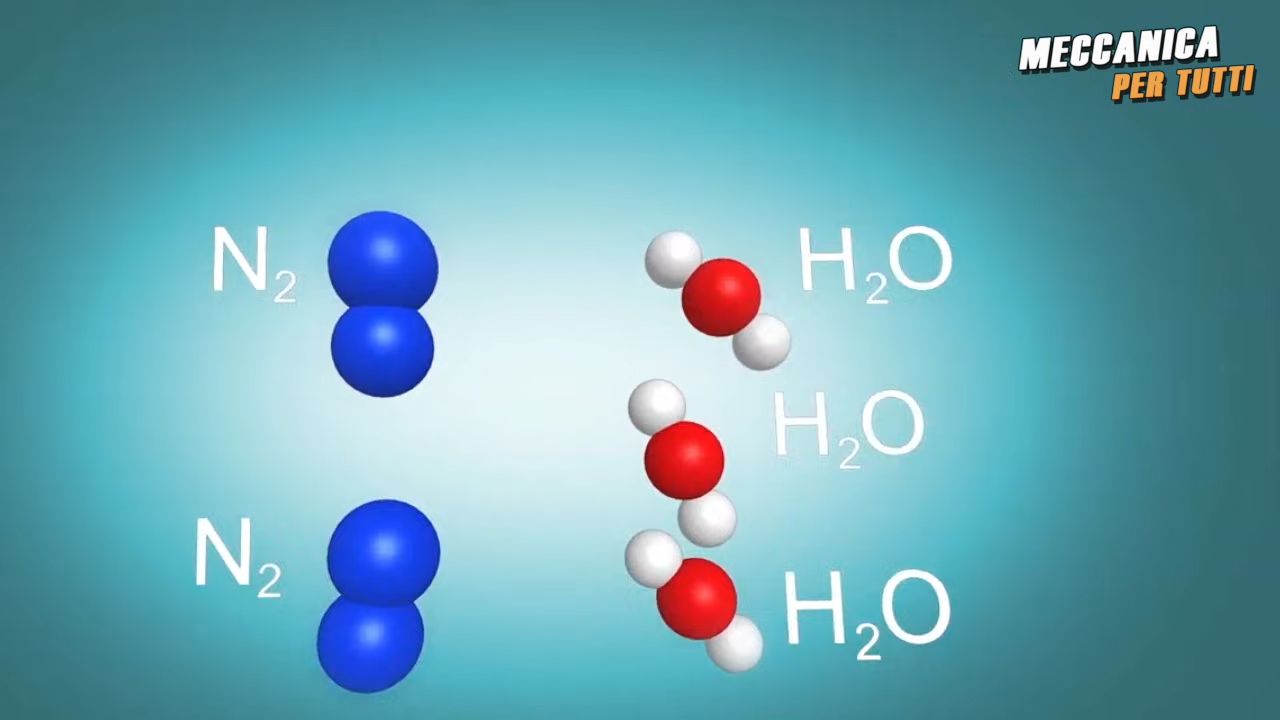 MECCANICA
PER TUTTI
N₂
H₂O
H₂O
N₂
H₂O